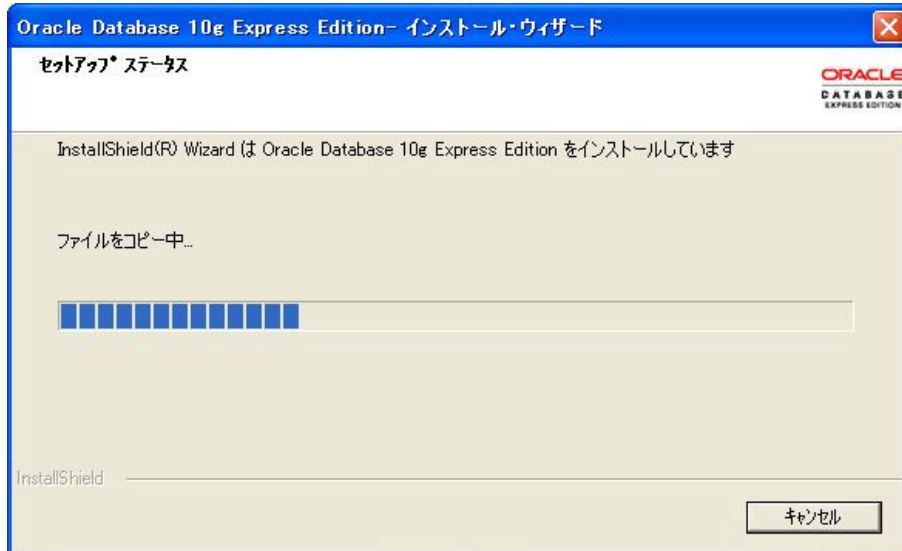 Oracle Database 10g Express Edition- インストール・ウィザード
セットアップ ステータス
ORACLE
DATABASE
EXPRESS EDITION
InstallShield(R) Wizard は Oracle Database 10g Express Edition をインストールしています
ファイルをコピー中...
InstallShield
キャンセル